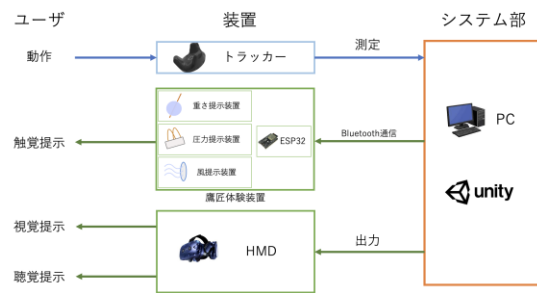 ユーザ
装置
システム部
動作
トラッカー
測定
重さ提示装置
圧力提示装置
風提示装置
ESP32
触覚提示
Bluetooth通信
PC
unity
鷹匠体験装置
視覚提示
HMD
出力
聴覚提示